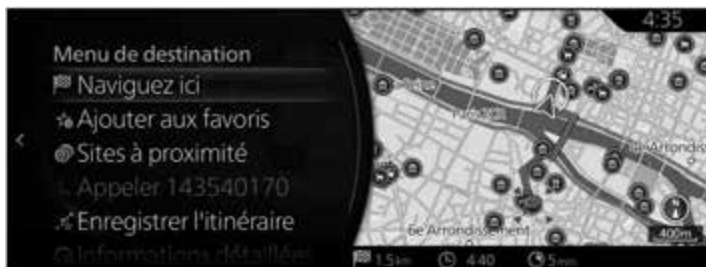 4:35
Menu de destination
Naviguez ici
Ajouter aux favoris
Sites à proximité
Appeler 143540170
Enregistrer l'itinéraire
Informations détaillées
6e Arrondissement
Arrondis
N
400m
1.5km
4:40
5min